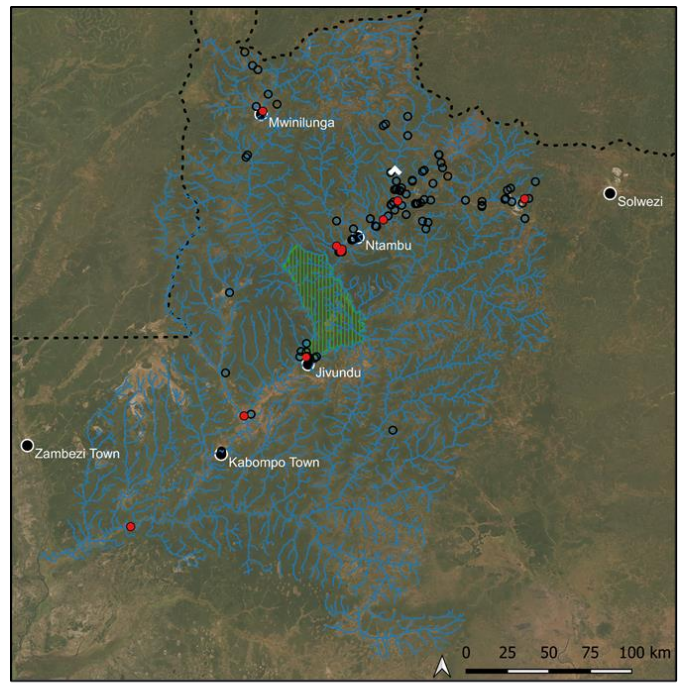 Mwinilunga
Solwezi
Ntambu
Jivundu
Zambezi Town
Kabompo Town
0 25 50 75 100 km